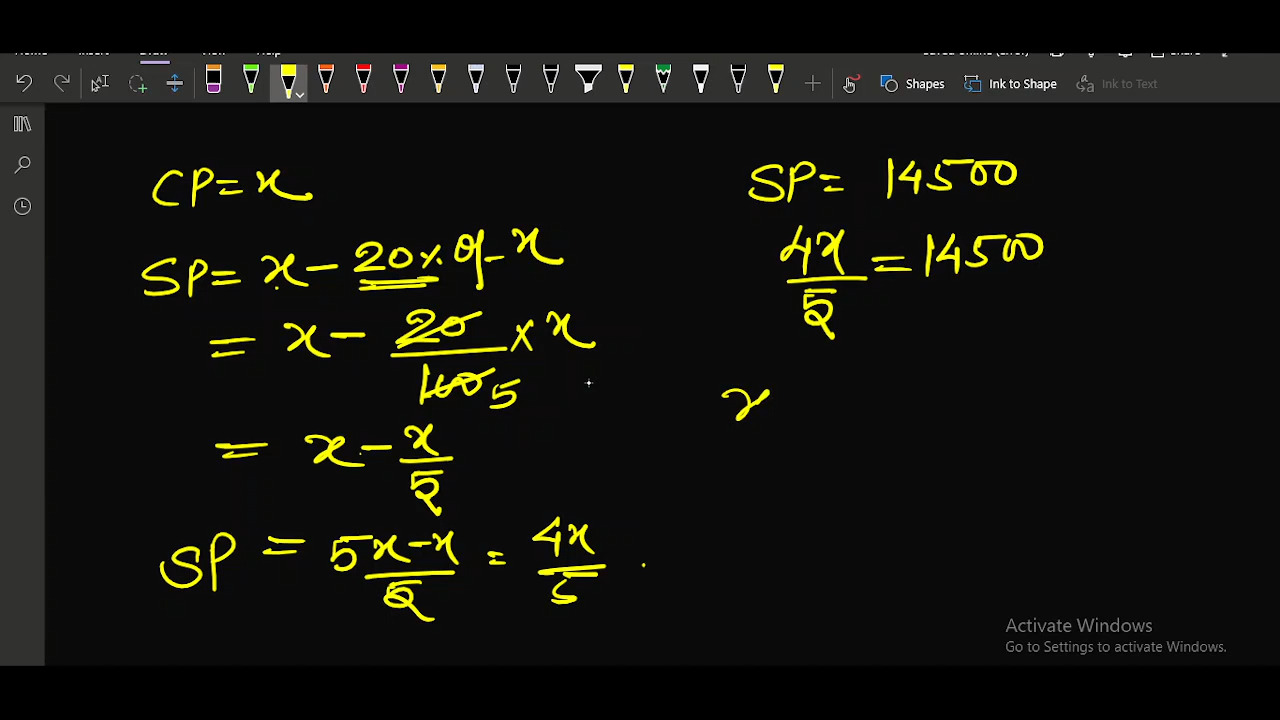 Shapes
Ink to Shape
Ink to Text
CP = x
SP = x - 20% of x
= x - 20/100 5 × x
= x - x/5
SP = 5x-x/5 = 4x/5
SP = 14500
4x/5 = 14500
x
Activate Windows
Go to Settings to activate Windows.